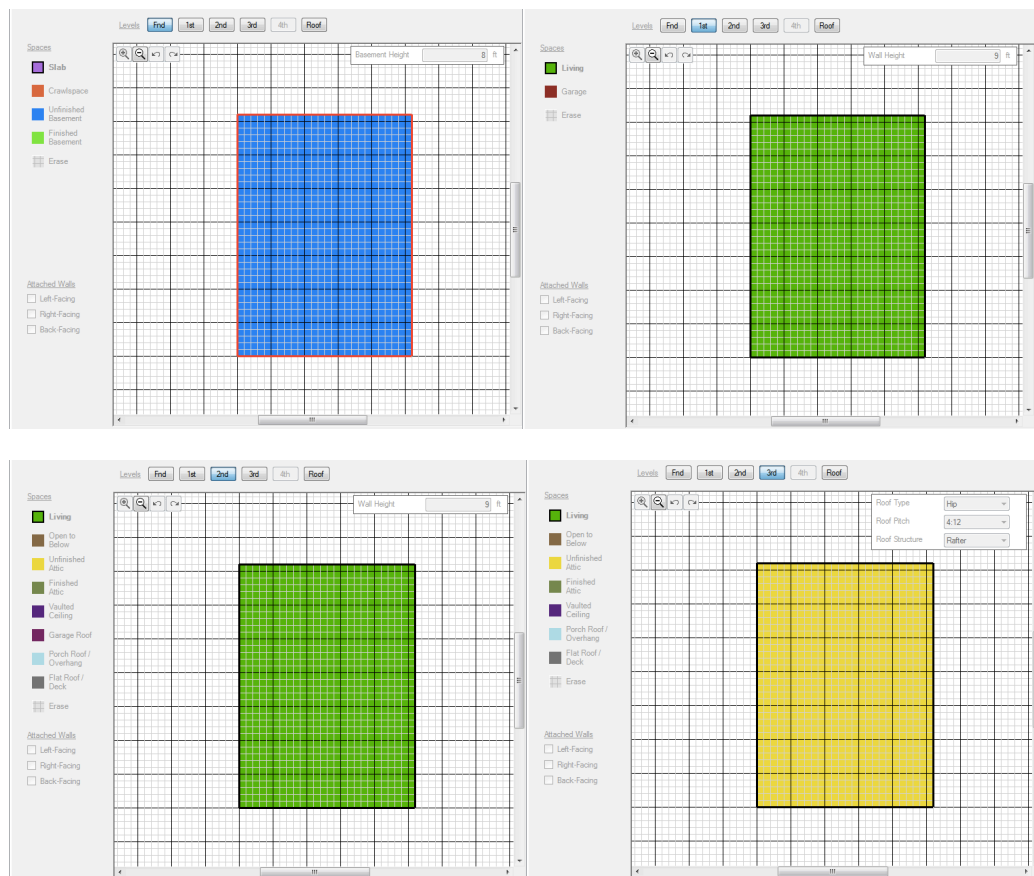 Levels Fnd 1st 2nd 3rd 4th Roof
Spaces
Slab
Crawlspace
Unfinished
Basement
Finished
Basement
Erase
Attached Walls
Left-Facing
Right-Facing
Back-Facing
Basement Height 8 ft
Levels Fnd 1st 2nd 3rd 4th Roof
Spaces
Living
Garage
Erase
Attached Walls
Left-Facing
Right-Facing
Back-Facing
Wall Height 9 ft
Levels Fnd 1st 2nd 3rd 4th Roof
Spaces
Living
Open to
Below
Unfinished
Attic
Finished
Attic
Vaulted
Ceiling
Garage Roof
Porch Roof /
Overhang
Flat Roof /
Deck
Erase
Attached Walls
Left-Facing
Right-Facing
Back-Facing
Wall Height 9 ft
Levels Fnd 1st 2nd 3rd 4th Roof
Spaces
Living
Open to
Below
Unfinished
Attic
Finished
Attic
Vaulted
Ceiling
Porch Roof /
Overhang
Flat Roof /
Deck
Erase
Attached Walls
Left-Facing
Right-Facing
Back-Facing
Roof Type Hip
Roof Pitch 4:12
Roof Structure Rafter